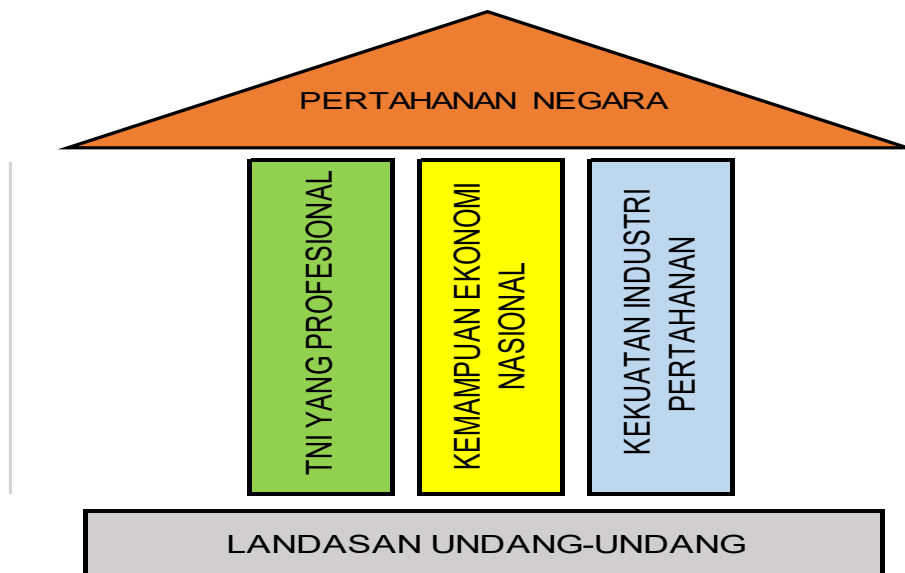 PERTAHANAN NEGARA
TNI YANG PROFESIONAL
KEMAMPUAN EKONOMI
NASIONAL
KEKUATAN INDUSTRI
PERTAHANAN
LANDASAN UNDANG-UNDANG